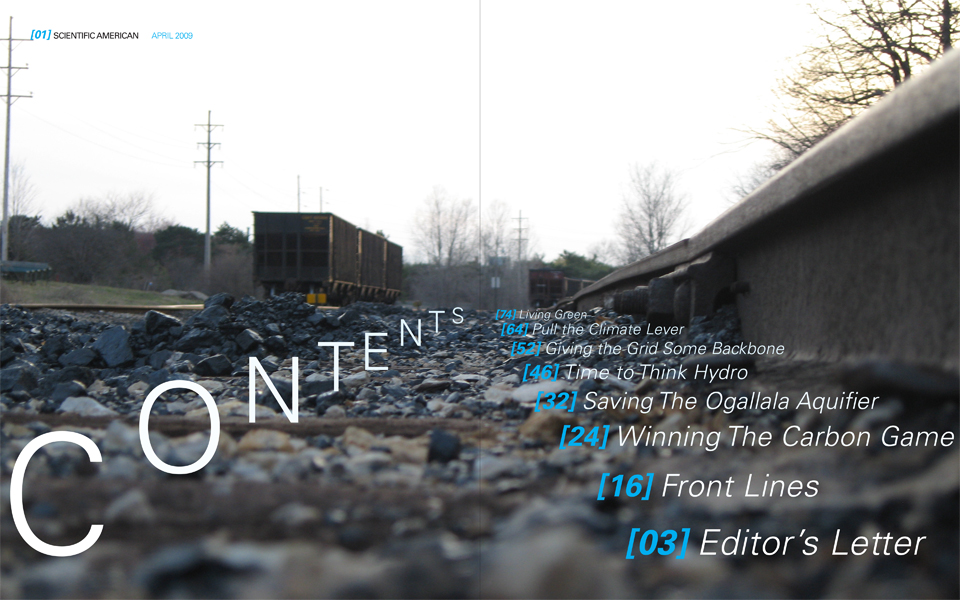 [01] SCIENTIFIC AMERICAN APRIL 2009
CONTENTS
[74] Living Green
[64] Pull the Climate Lever
[52] Giving the Grid Some Backbone
[46] Time to Think Hydro
[32] Saving The Ogallala Aquifier
[24] Winning The Carbon Game
[16] Front Lines
[03] Editor's Letter